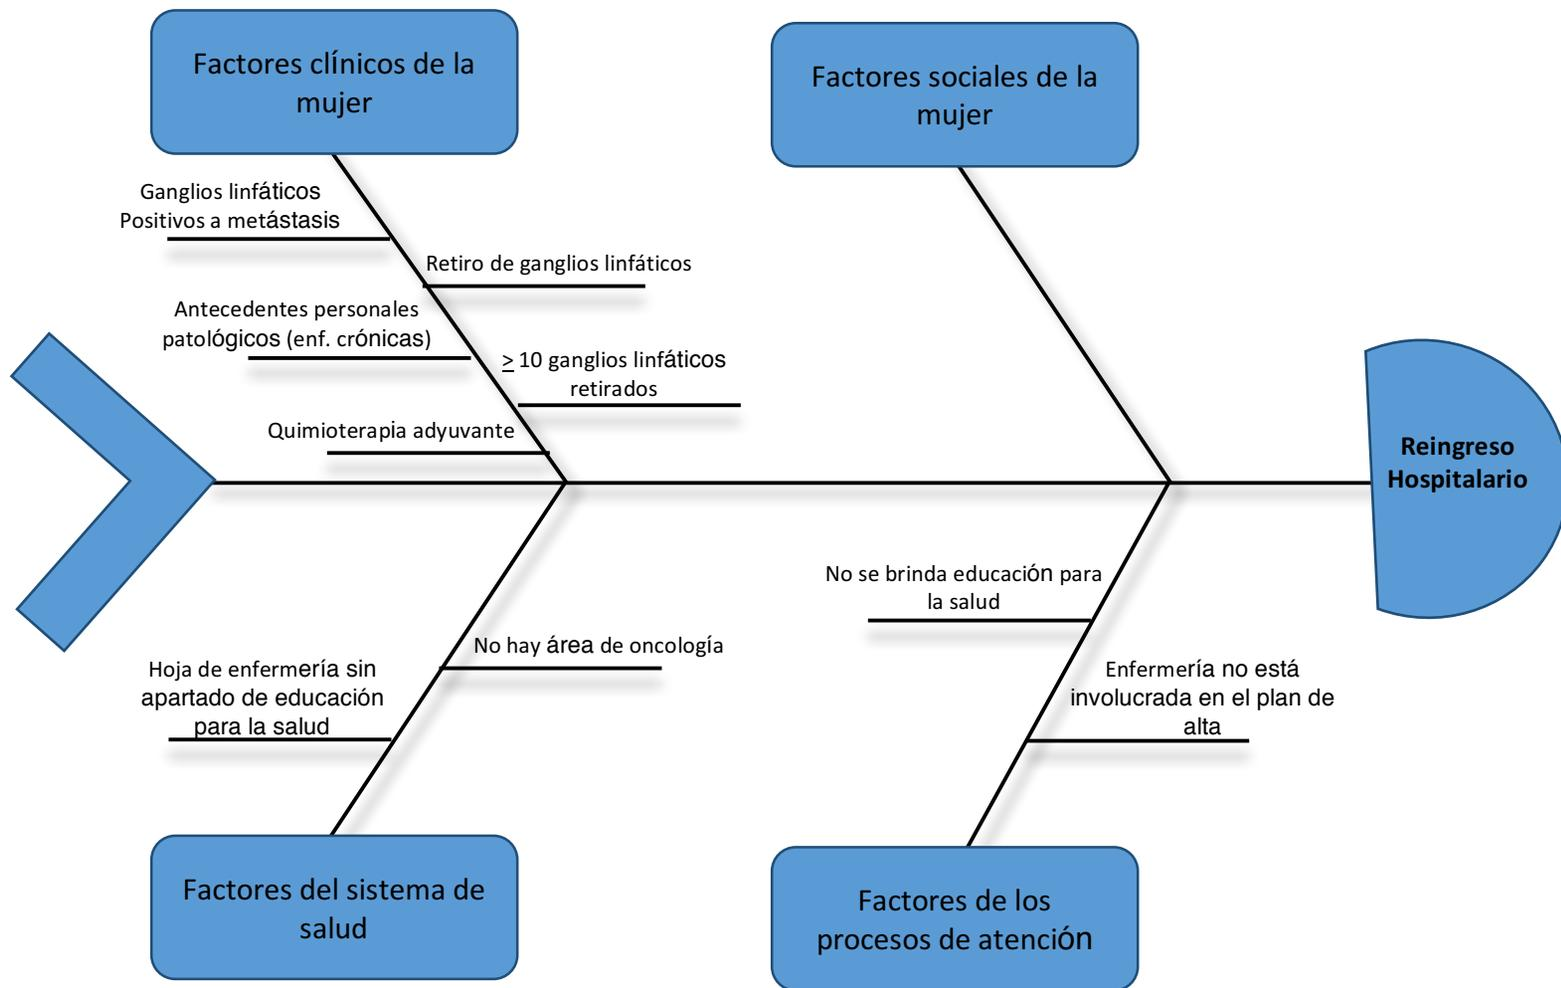 Factores clínicos de la
mujer
Factores sociales de la
mujer
Ganglios linfáticos
Positivos a metástasis
Retiro de ganglios linfáticos
Antecedentes personales
patológicos (enf. crónicas)
≥ 10 ganglios linfáticos
retirados
Quimioterapia adyuvante
Reingreso
Hospitalario
No se brinda educación para
la salud
No hay área de oncología
Hoja de enfermería sin
apartado de educación
para la salud
Enfermería no está
involucrada en el plan de
alta
Factores del sistema de
salud
Factores de los
procesos de atención